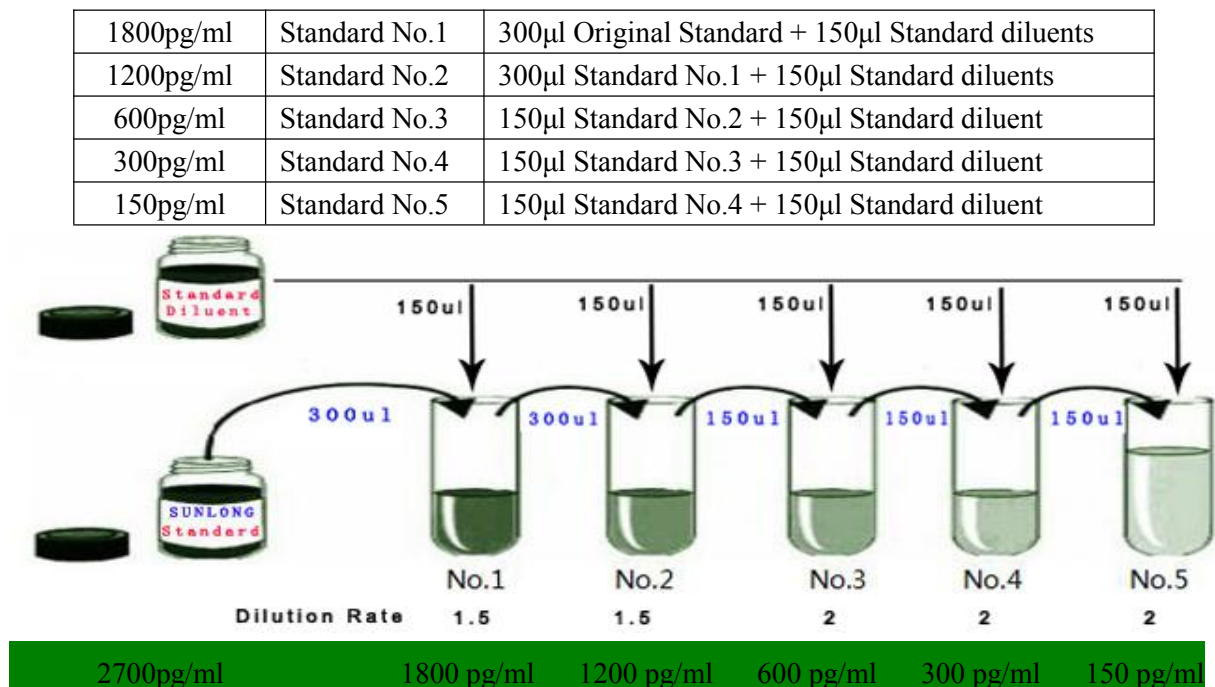 1800pg/ml Standard No.1 300μl Original Standard + 150μl Standard diluents
1200pg/ml Standard No.2 300μl Standard No.1 + 150μl Standard diluents
600pg/ml Standard No.3 150μl Standard No.2 + 150μl Standard diluent
300pg/ml Standard No.4 150μl Standard No.3 + 150μl Standard diluent
150pg/ml Standard No.5 150μl Standard No.4 + 150μl Standard diluent
Standard
Diluent
150ul 150ul 150ul 150ul 150ul
300ul 300ul 150ul 150ul 150ul
SUNLONG
Standard
No.1 No.2 No.3 No.4 No.5
Dilution Rate 1.5 1.5 2 2 2
2700pg/ml 1800 pg/ml 1200 pg/ml 600 pg/ml 300 pg/ml 150 pg/ml